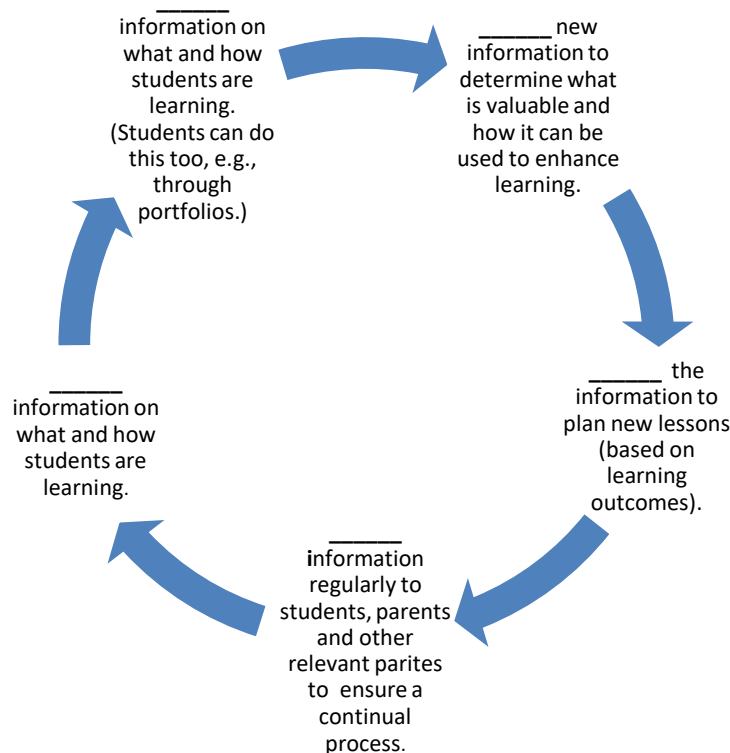 ______
information on
what and how
students are
learning.
(Students can do
this too, e.g.,
through
portfolios.)
______ new
information to
determine what
is valuable and
how it can be
used to enhance
learning.
______ the
information to
plan new lessons
(based on
learning
outcomes).
______
information
regularly to
students, parents
and other
relevant parites
to ensure a
continual
process.
______
information on
what and how
students are
learning.